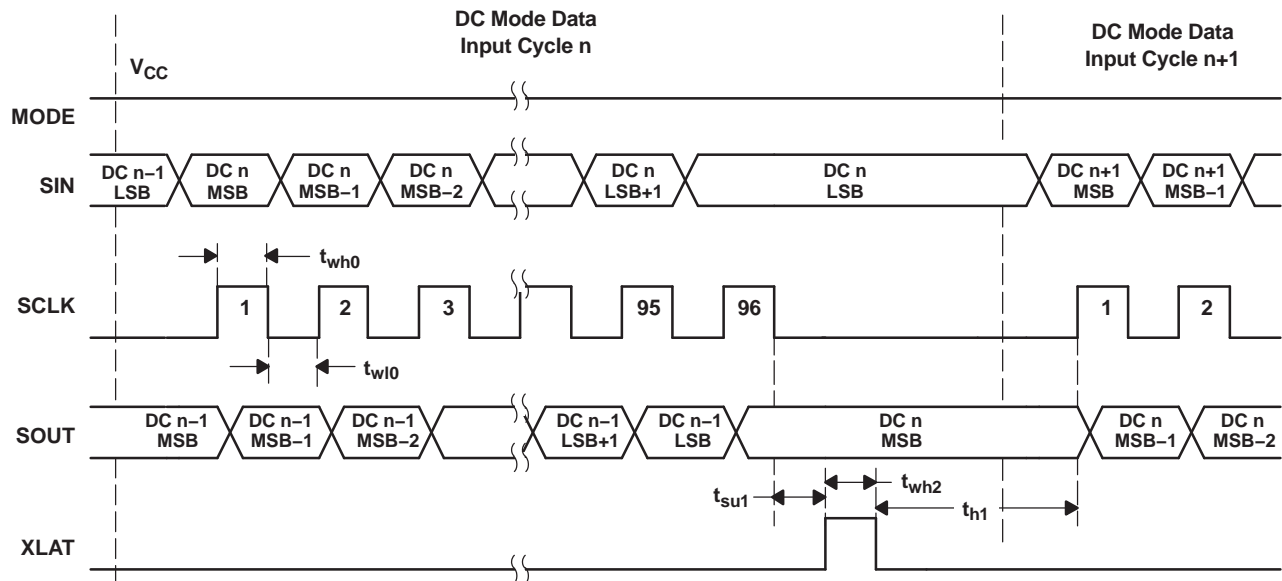 DC Mode Data
Input Cycle n
DC Mode Data
Input Cycle n+1
VCC
MODE
SIN
DC n–1
LSB
DC n
MSB
DC n
MSB–1
DC n
MSB–2
DC n
LSB+1
DC n
LSB
DC n+1
MSB
DC n+1
MSB–1
twh0
SCLK
1
2
3
95
96
1
2
twl0
SOUT
DC n–1
MSB
DC n–1
MSB–1
DC n–1
MSB–2
DC n–1
LSB+1
DC n–1
LSB
DC n
MSB
DC n
MSB–1
DC n
MSB–2
tsu1
twh2
th1
XLAT